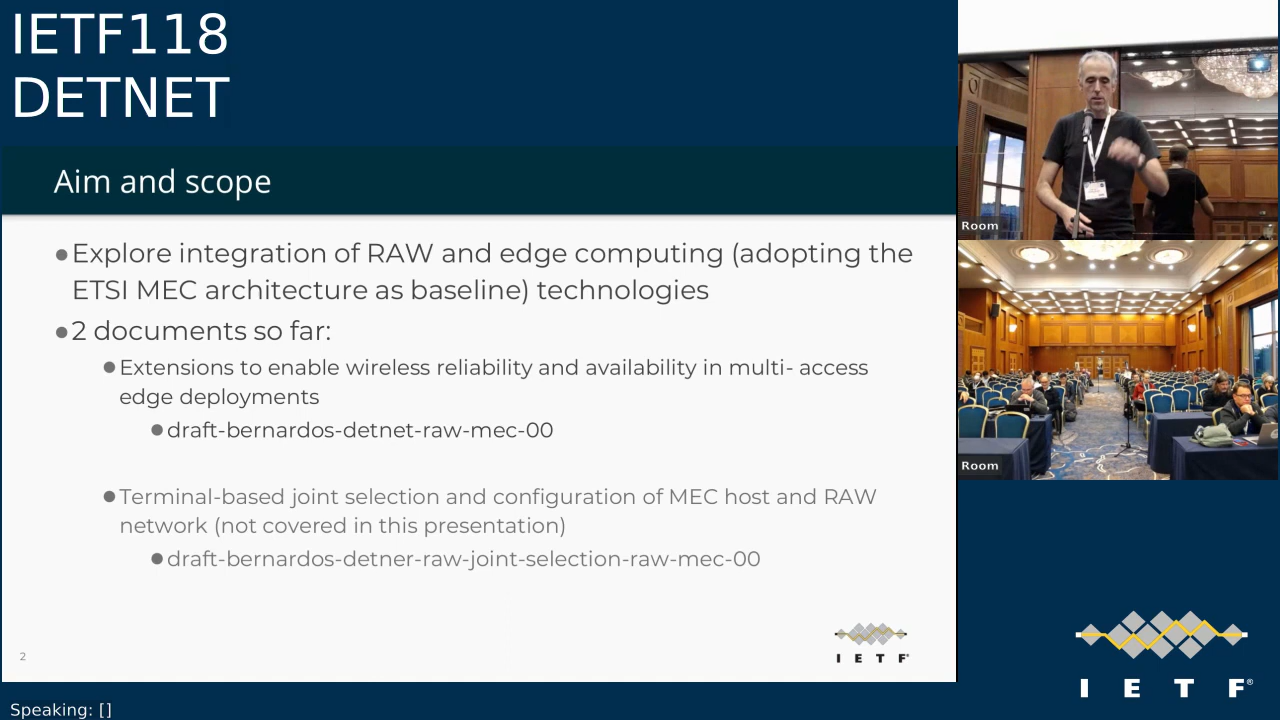 IETF118
DETNET
Aim and scope
●Explore integration of RAW and edge computing (adopting the
ETSI MEC architecture as baseline) technologies
●2 documents so far:
●Extensions to enable wireless reliability and availability in multi- access
edge deployments
●draft-bernardos-detnet-raw-mec-00
●Terminal-based joint selection and configuration of MEC host and RAW
network (not covered in this presentation)
●draft-bernardos-detner-raw-joint-selection-raw-mec-00
2
I E T F®
Room
Room
I E T F®
Speaking: []